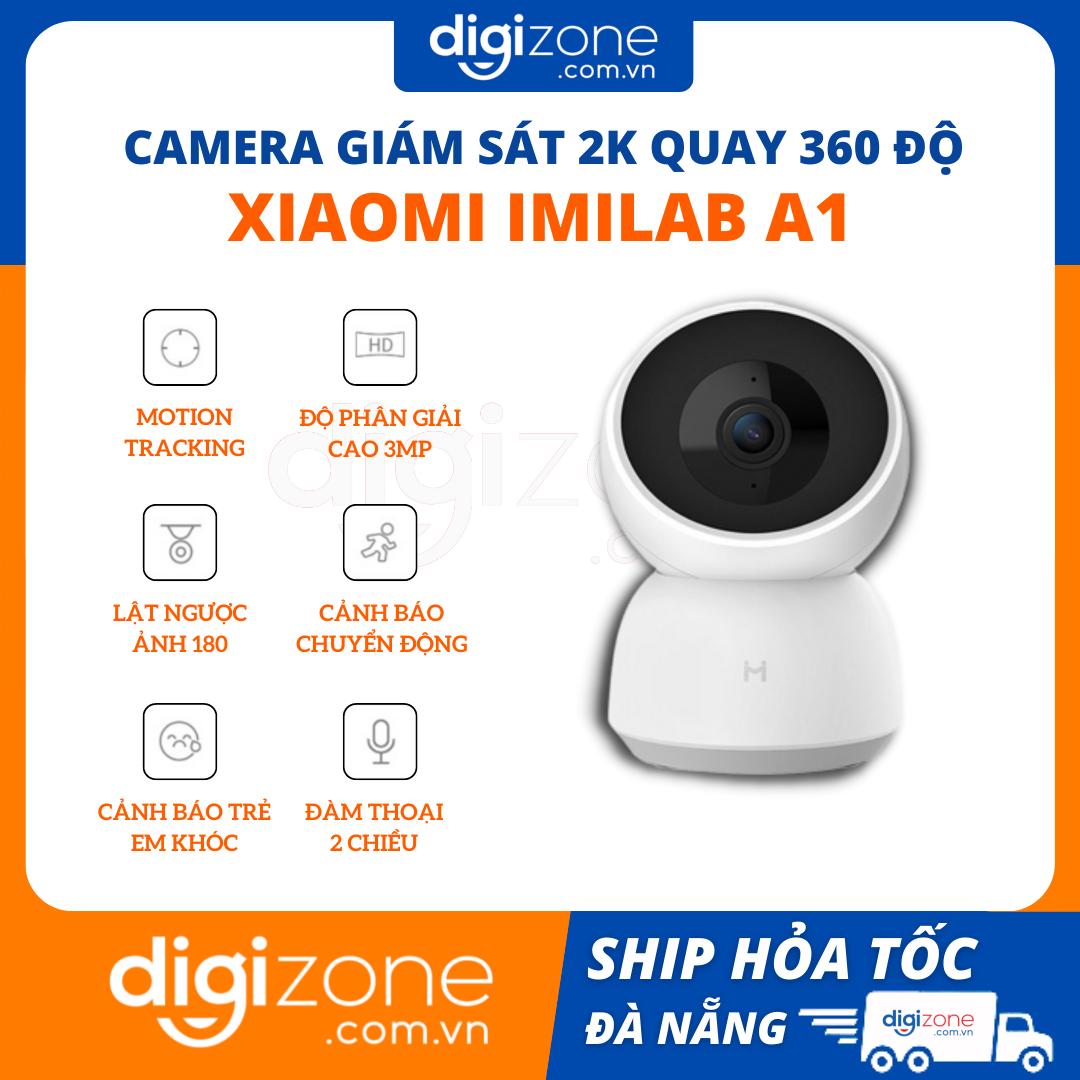 digizone
.com.vn
CAMERA GIÁM SÁT 2K QUAY 360 ĐỘ
XIAOMI IMILAB A1
HD
MOTION
TRACKING
ĐỘ PHÂN GIẢI
CAO 3MP
digizone
.c
LẬT NGƯỢC
ẢNH 180
CẢNH BÁO
CHUYỂN ĐỘNG
CẢNH BÁO TRẺ
EM KHÓC
ĐÀM THOẠI
2 CHIỀU
digizone
.com.vn
SHIP HỎA TỐC
ĐÀ NẴNG
digizone
.com.vn